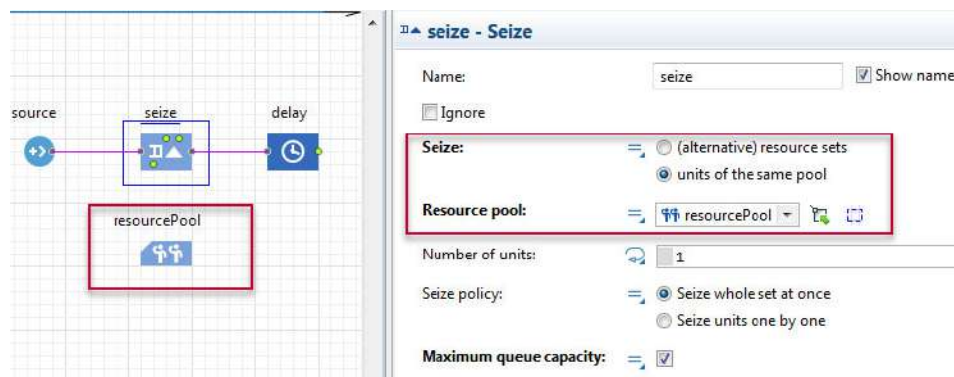 source
seize
delay
resourcePool
seize - Seize
Name:
seize
Show name
Ignore
Seize:
(alternative) resource sets
units of the same pool
Resource pool:
resourcePool
Number of units:
1
Seize policy:
Seize whole set at once
Seize units one by one
Maximum queue capacity: